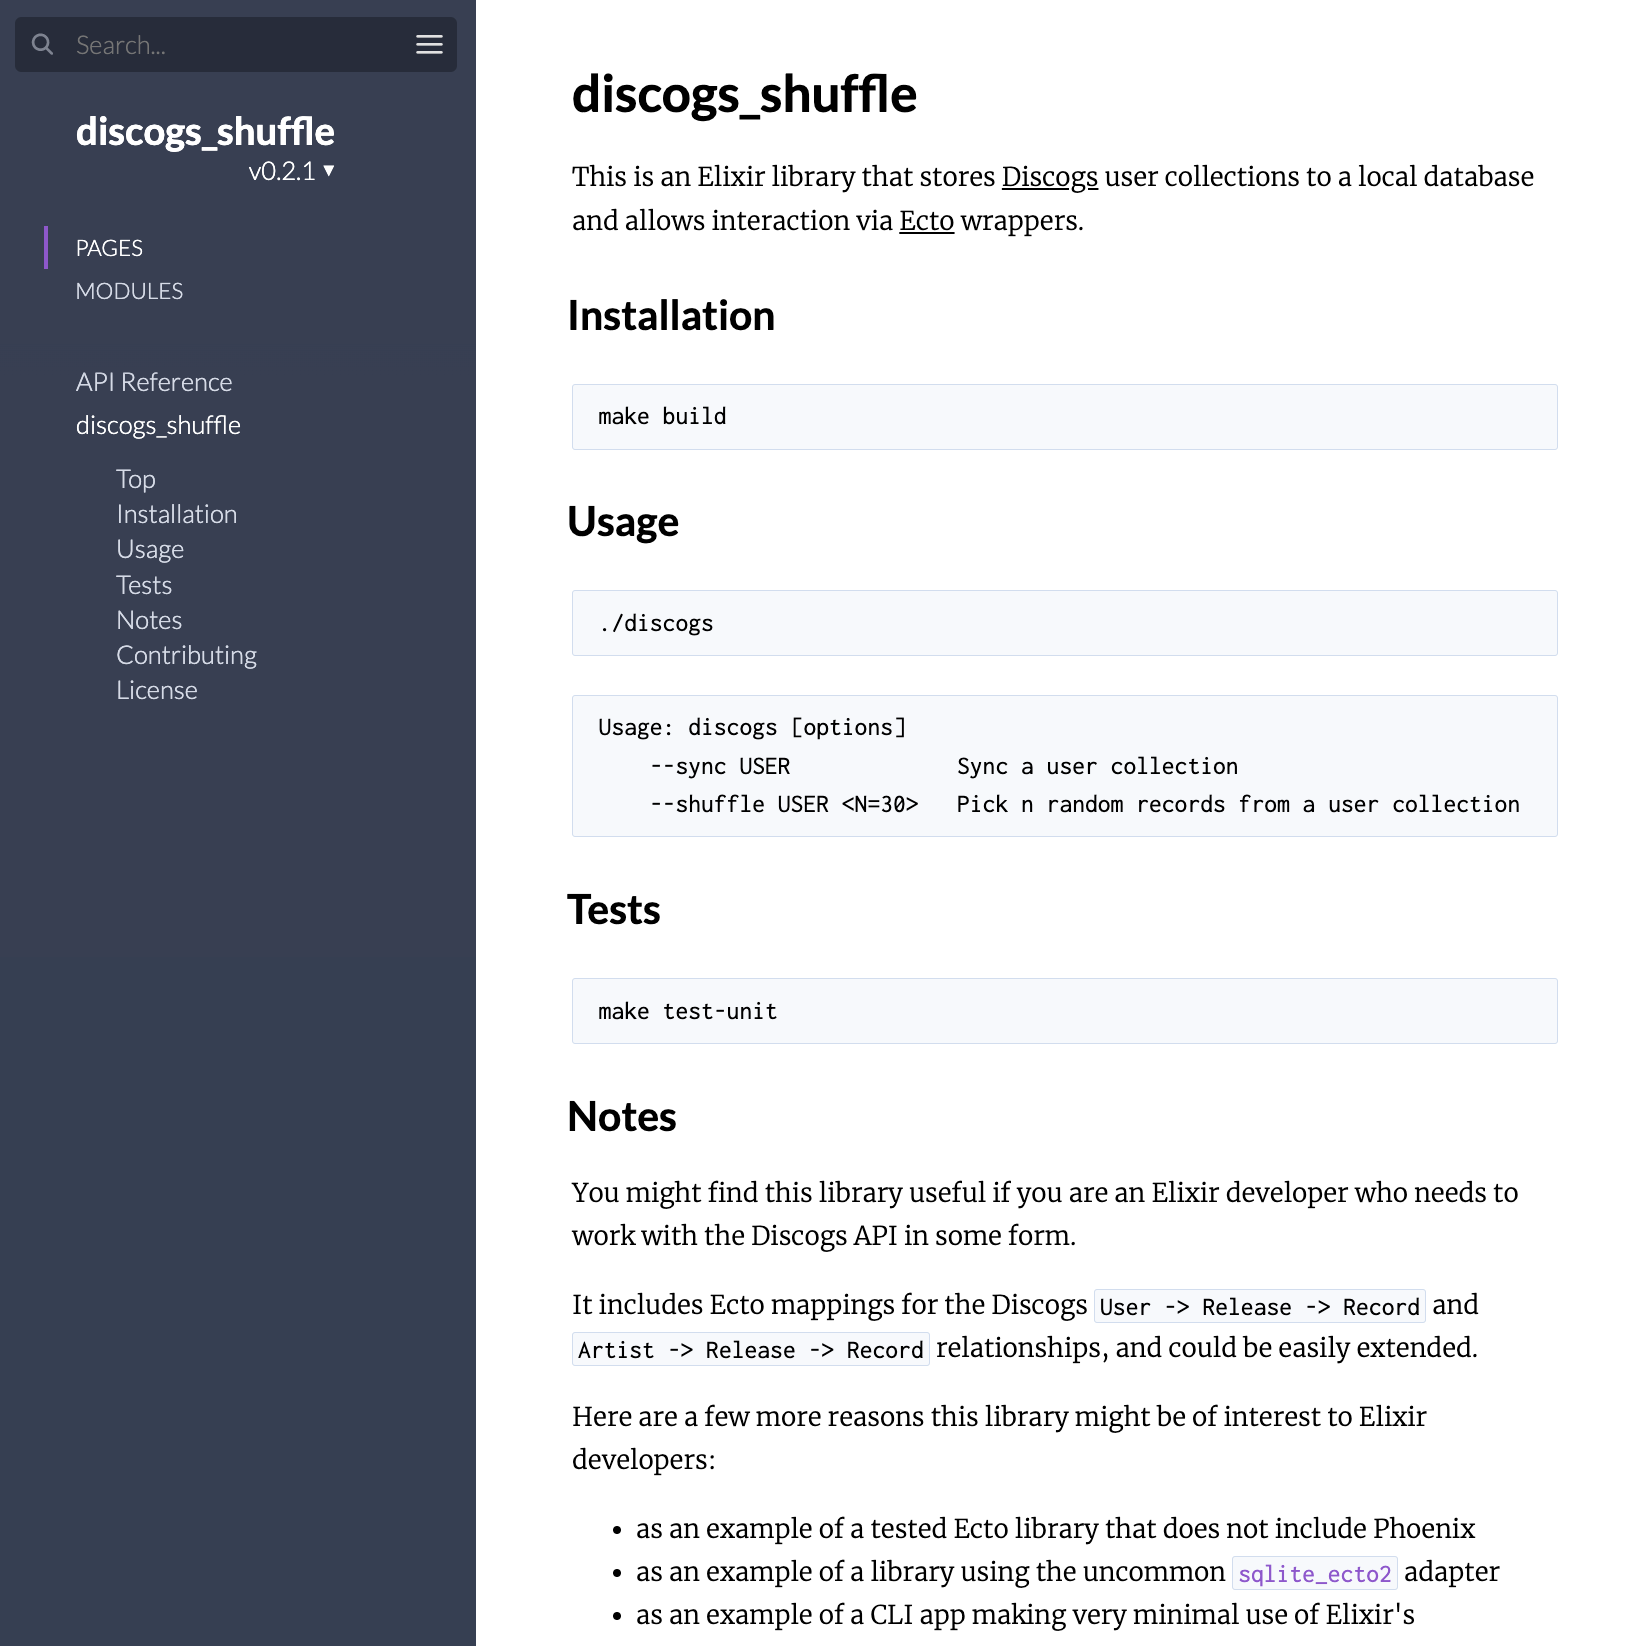 Search...
discogs_shuffle
v0.2.1 ▼
PAGES
MODULES
API Reference
discogs_shuffle
Top
Installation
Usage
Tests
Notes
Contributing
License
discogs_shuffle
This is an Elixir library that stores Discogs user collections to a local database
and allows interaction via Ecto wrappers.
Installation
make build
Usage
./discogs
Usage: discogs [options]
    --sync USER             Sync a user collection
    --shuffle USER <N=30>   Pick n random records from a user collection
Tests
make test-unit
Notes
You might find this library useful if you are an Elixir developer who needs to
work with the Discogs API in some form.
It includes Ecto mappings for the Discogs User -> Release -> Record and
Artist -> Release -> Record relationships, and could be easily extended.
Here are a few more reasons this library might be of interest to Elixir
developers:
• as an example of a tested Ecto library that does not include Phoenix
• as an example of a library using the uncommon sqlite_ecto2 adapter
• as an example of a CLI app making very minimal use of Elixir's